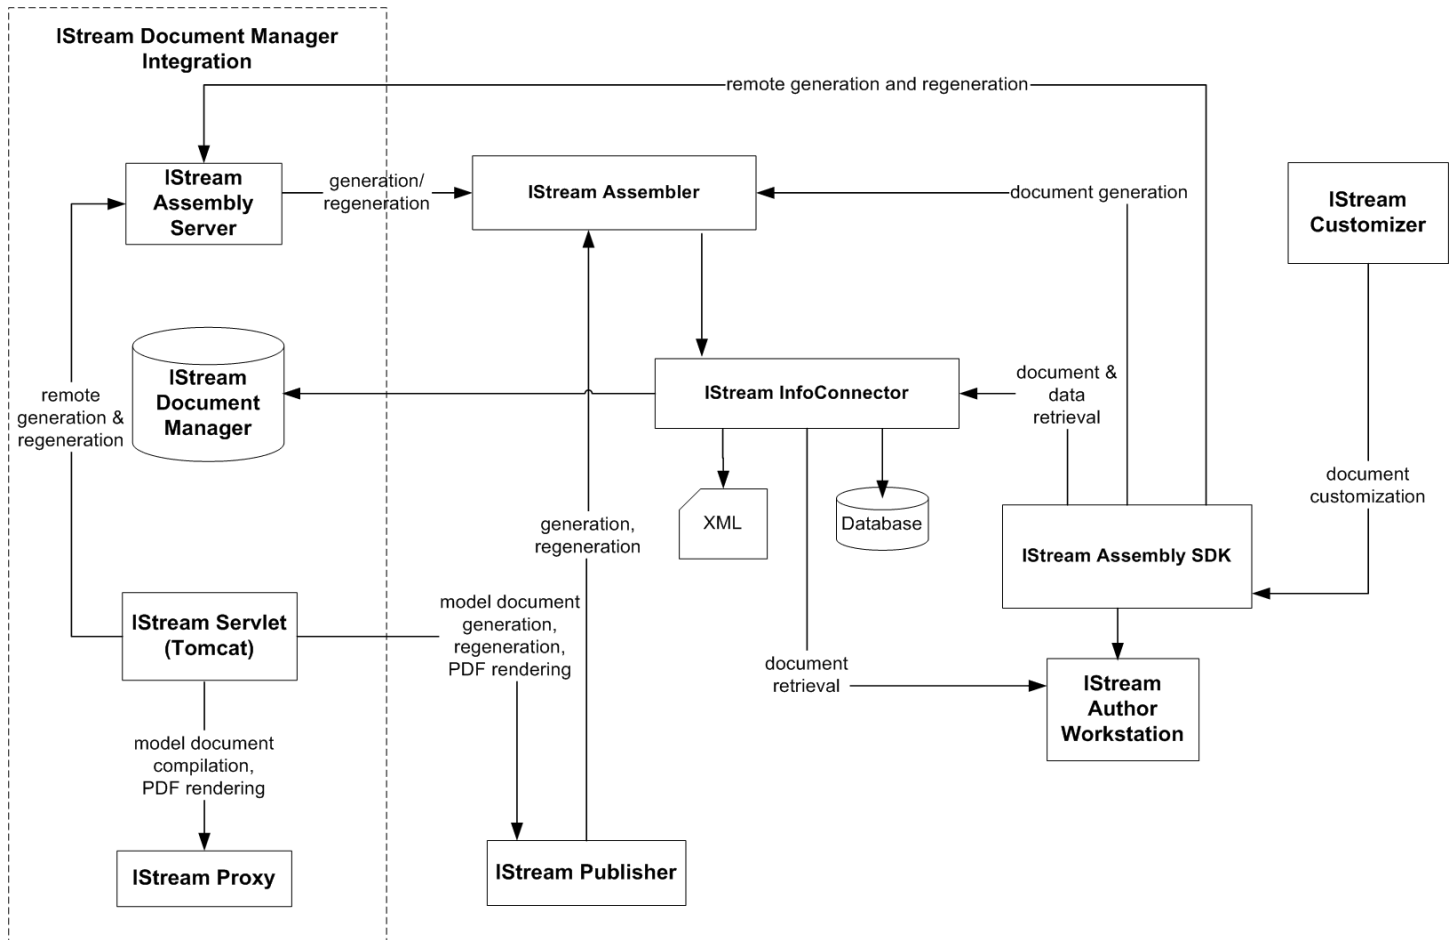 IStream Document Manager
Integration
remote generation and regeneration
IStream
Assembly
Server
generation/
regeneration
IStream Assembler
document generation
IStream
Customizer
remote
generation &
regeneration
IStream
Document
Manager
IStream InfoConnector
document &
data
retrieval
XML
Database
generation,
regeneration
document
customization
IStream Assembly SDK
IStream Servlet
(Tomcat)
model document
generation,
regeneration,
PDF rendering
document
retrieval
IStream
Author
Workstation
model document
compilation,
PDF rendering
IStream Proxy
IStream Publisher